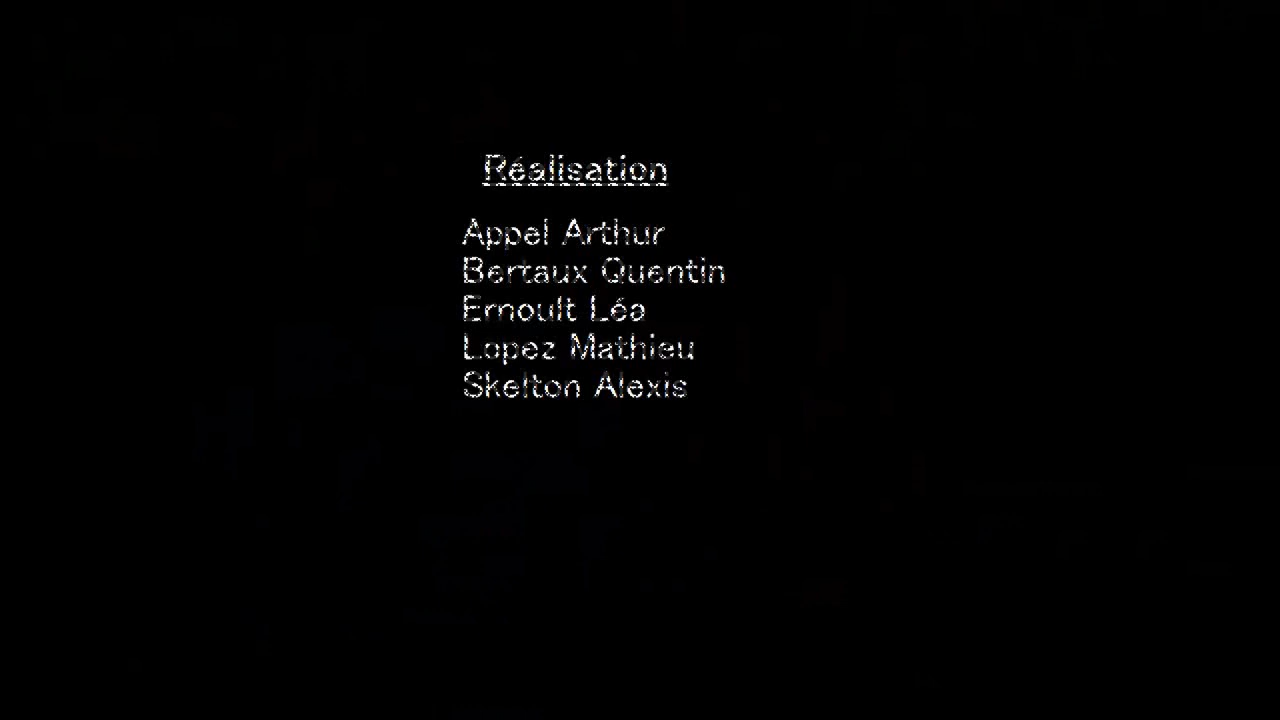 Réalisation
Appel Arthur
Bertaux Quentin
Ernoult Léa
Lopez Mathieu
Skelton Alexis